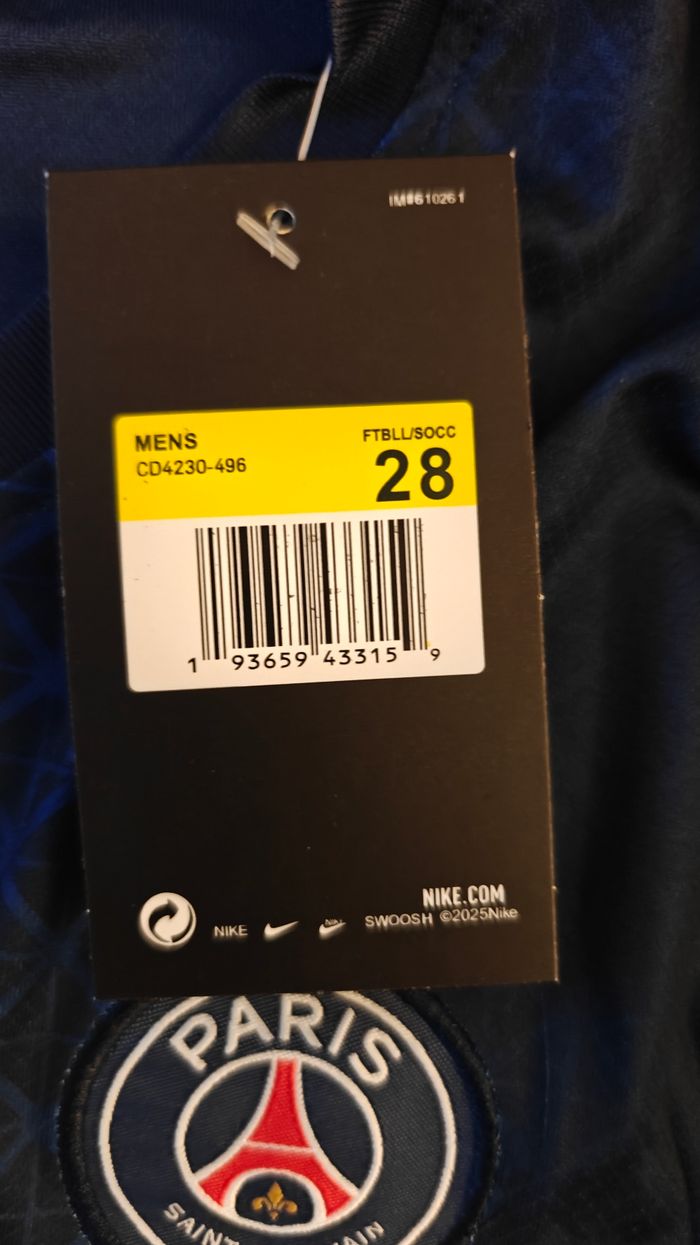 IM#610261
MENS
FTBLL/SOCC
CD4230-496
28
1 93659 43315 9
NIKE.COM
NIKE SWOOSH ©2025Nike
PARIS